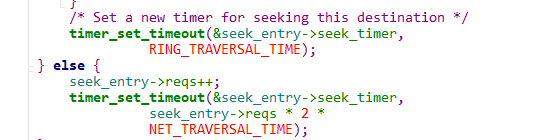 }
/* Set a new timer for seeking this destination */
timer_set_timeout(&seek_entry->seek_timer,
RING_TRAVERSAL_TIME);
} else {
seek_entry->reqs++;
timer_set_timeout(&seek_entry->seek_timer,
seek_entry->reqs * 2 *
NET_TRAVERSAL_TIME);